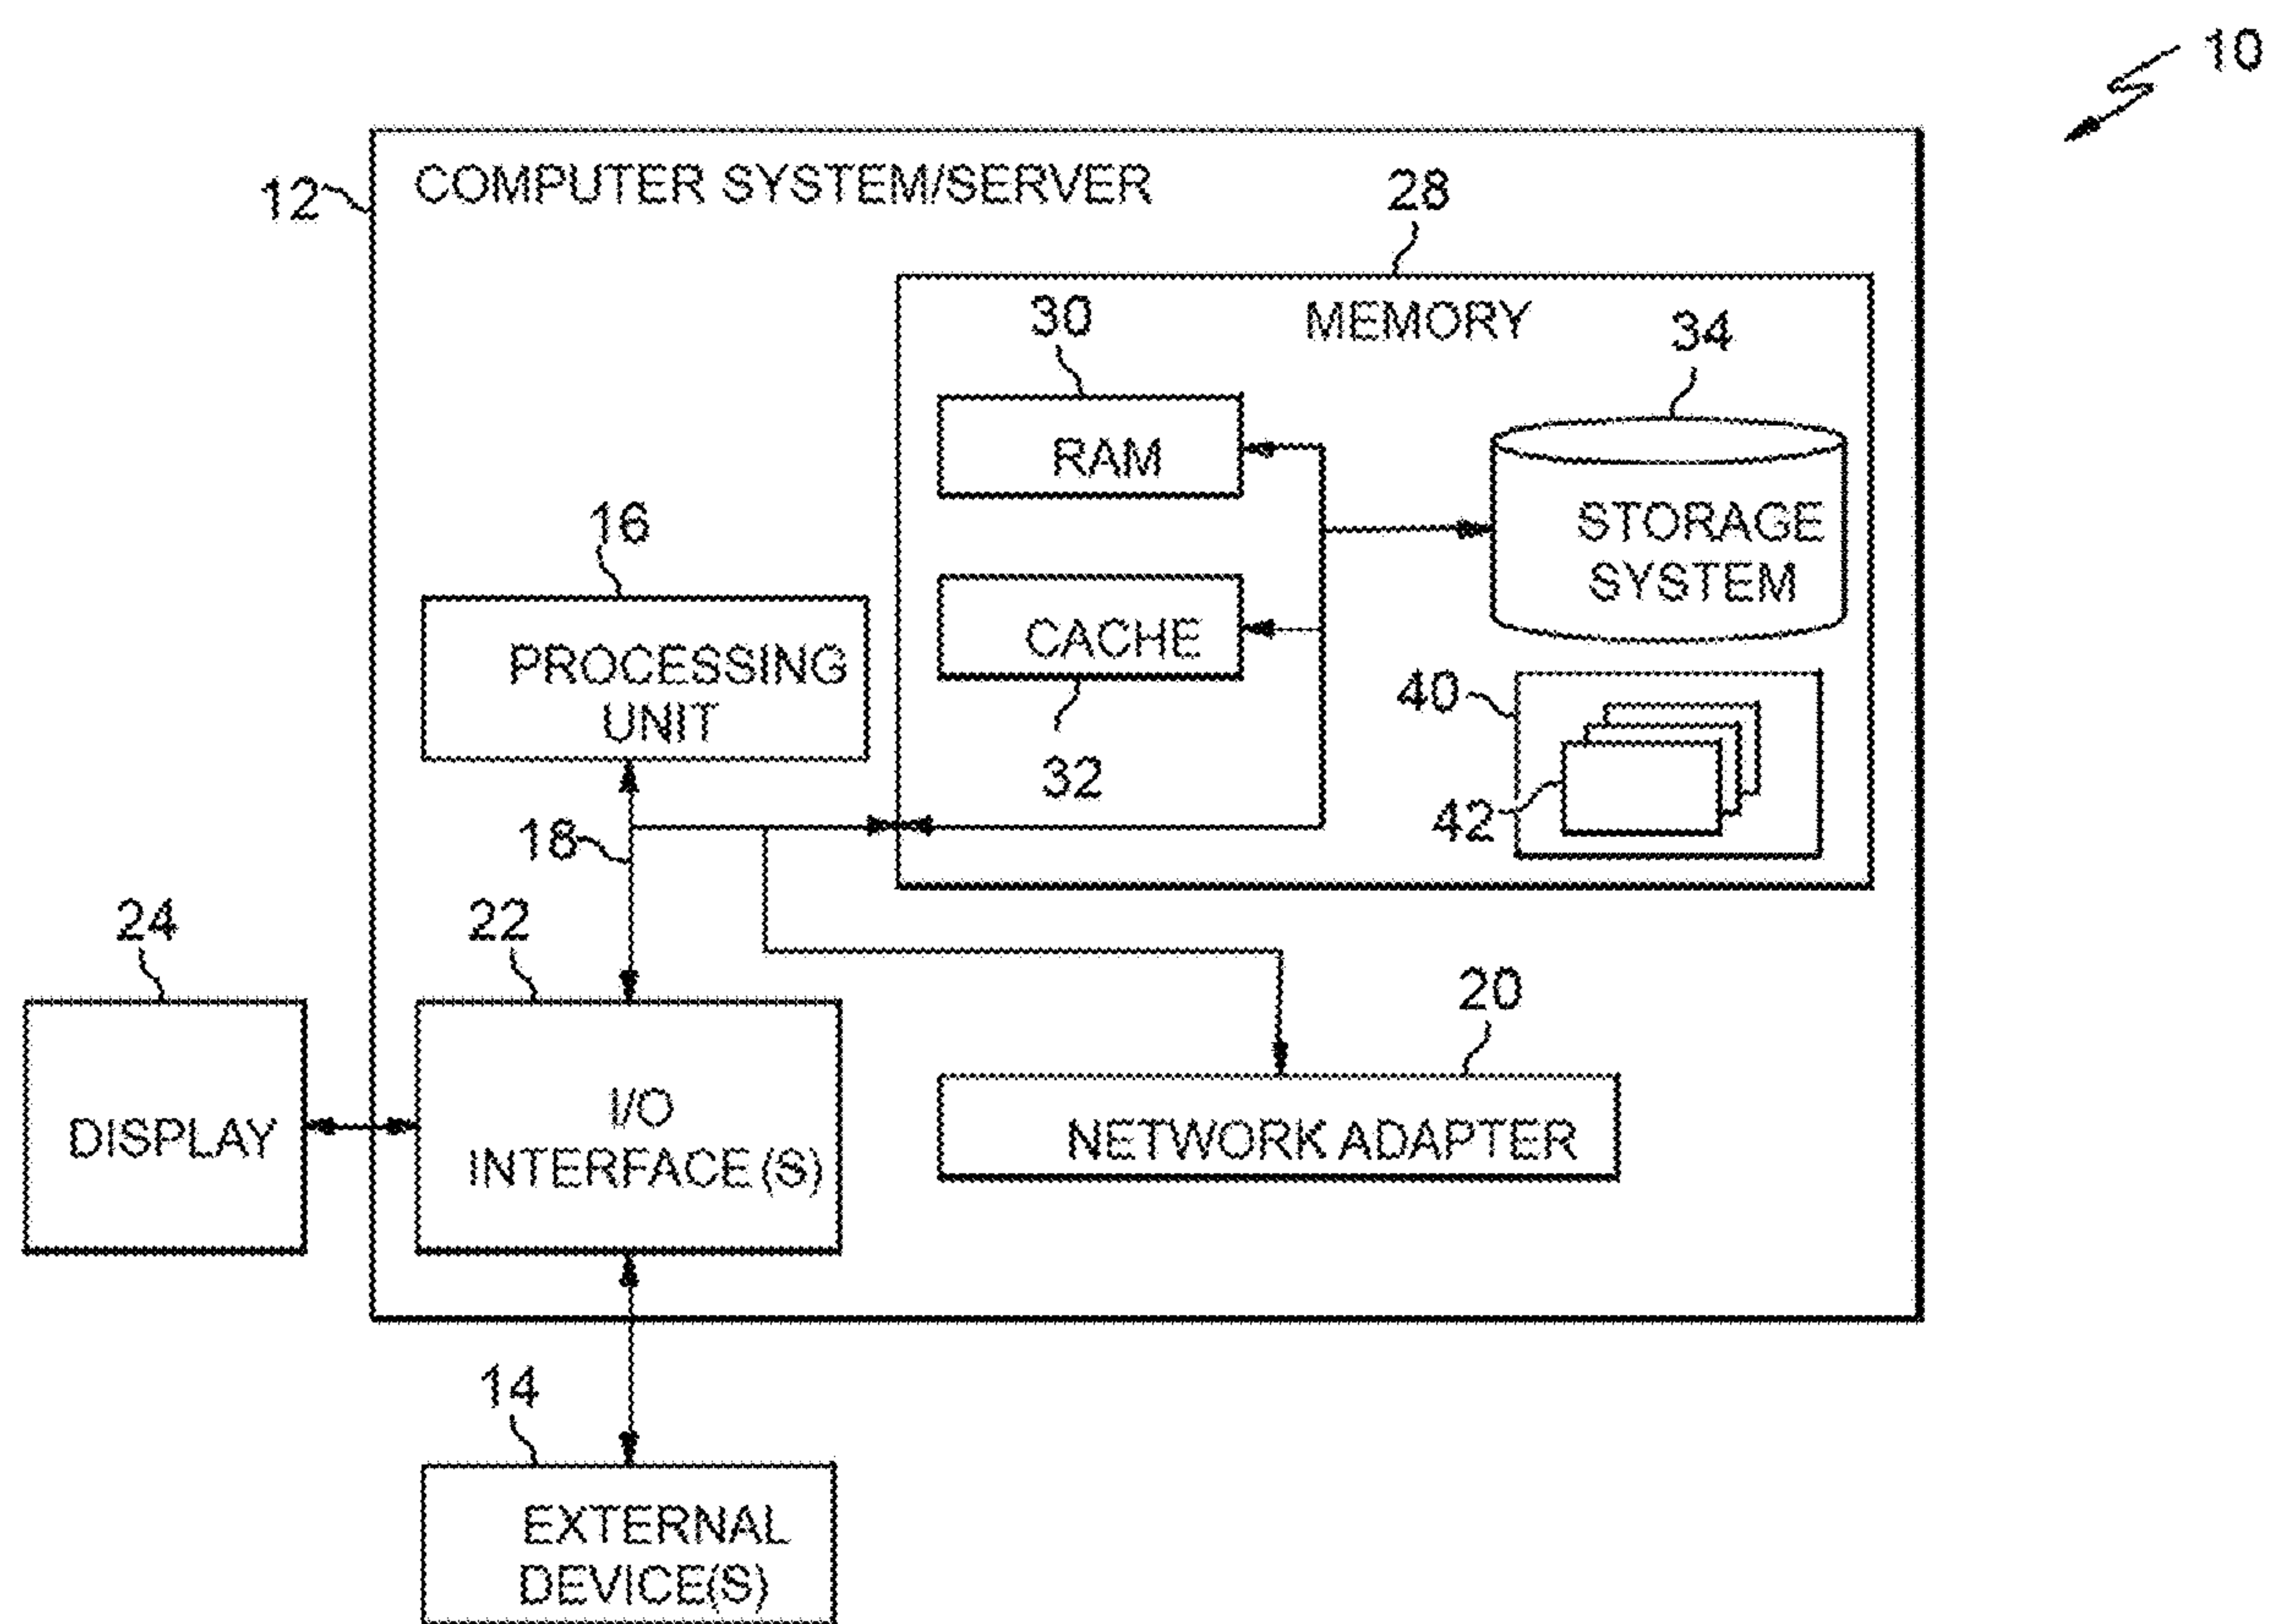 10
12
COMPUTER SYSTEM/SERVER
28
MEMORY
30
34
RAM
STORAGE
SYSTEM
16
CACHE
PROCESSING
UNIT
32
40
42
18
24
22
20
DISPLAY
I/O
INTERFACE(S)
NETWORK ADAPTER
14
EXTERNAL
DEVICE(S)